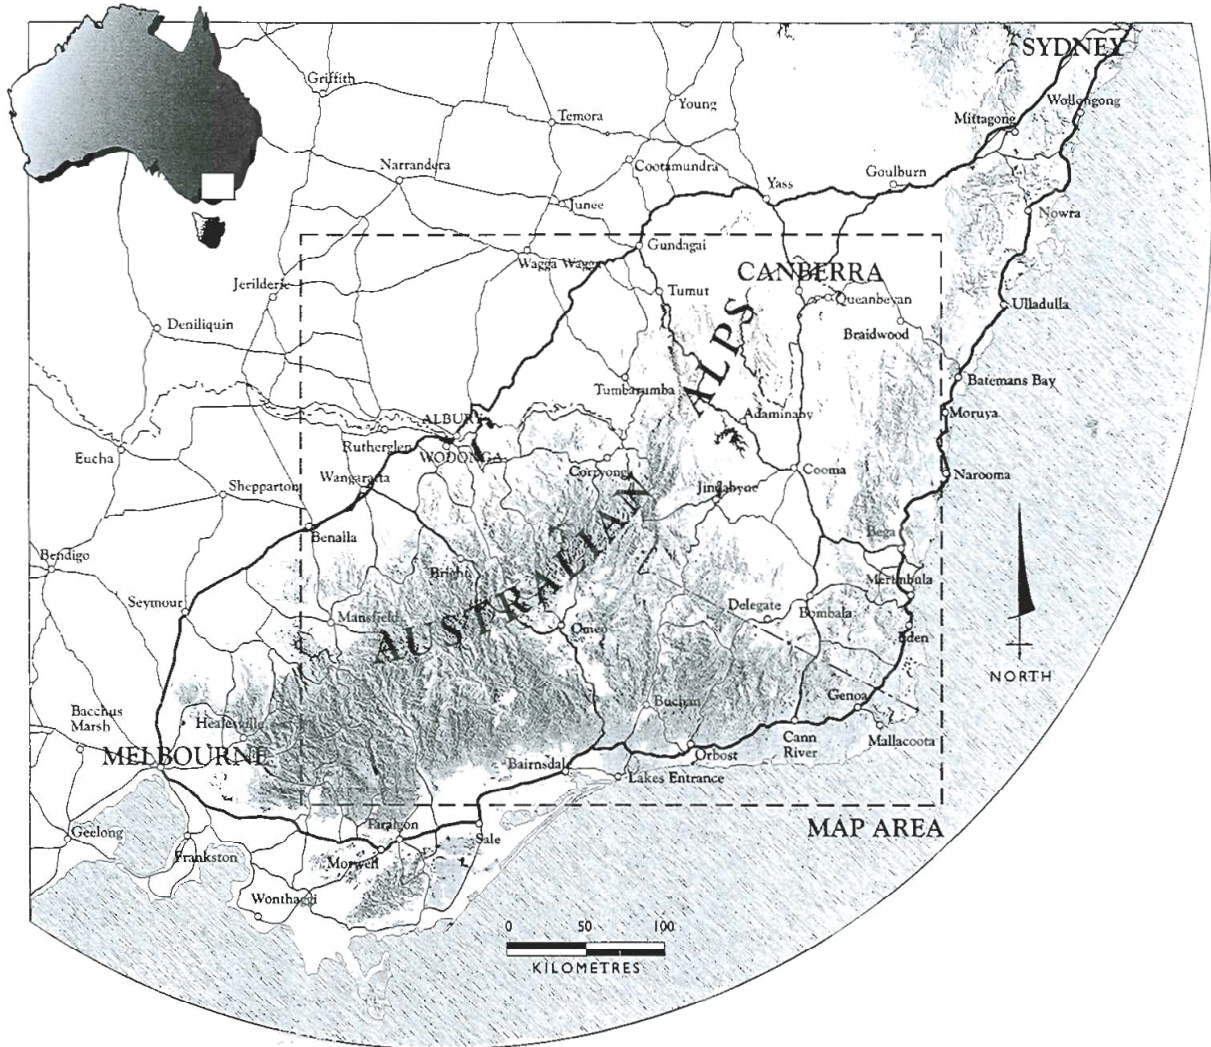 SYDNEY
Griffith
Young
Wollongong
Temora
Mittagong
Narrandera
Cootamundra
Goulburn
Yass
Junee
Nowra
Gundagai
Wagga Wagga
CANBERRA
Jerilderie
Tumut
Queanbeyan
Ulladulla
Deniliquin
Braidwood
ALPS
Batemans Bay
Tumbarumba
Moruya
Adaminaby
ALBURY
Rutherglen
WODONGA
Eucha
Corryong
Cooma
Narooma
Wangaratta
Shepparton
Jindabyne
Benalla
Bega
Bendigo
AUSTRALIAN
Bright
Merimbula
Seymour
Delegate
Bombala
Mansfield
Omeo
Eden
NORTH
Buchan
Genoa
Bacchus
Marsh
Healesville
Cann
River
Mallacoota
MELBOURNE
Orbost
Bairnsdale
Lakes Entrance
MAP AREA
Geelong
Taralgon
Sale
Frankston
Morwell
Wonthaggi
0 50 100
KILOMETRES